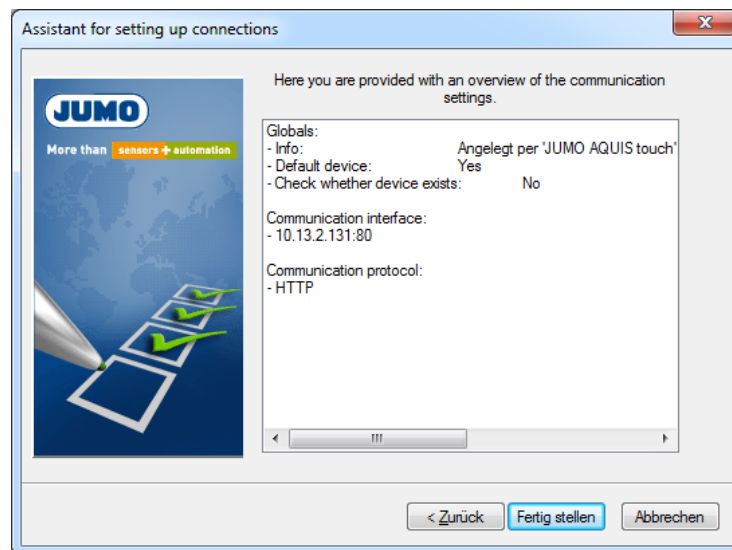 Assistant for setting up connections
JUMO
More than sensors + automation
Here you are provided with an overview of the communication
settings.
Globals:
- Info: Angelegt per 'JUMO AQUIS touch'
- Default device: Yes
- Check whether device exists: No
Communication interface:
- 10.13.2.131:80
Communication protocol:
- HTTP
< Zurück
Fertig stellen
Abbrechen